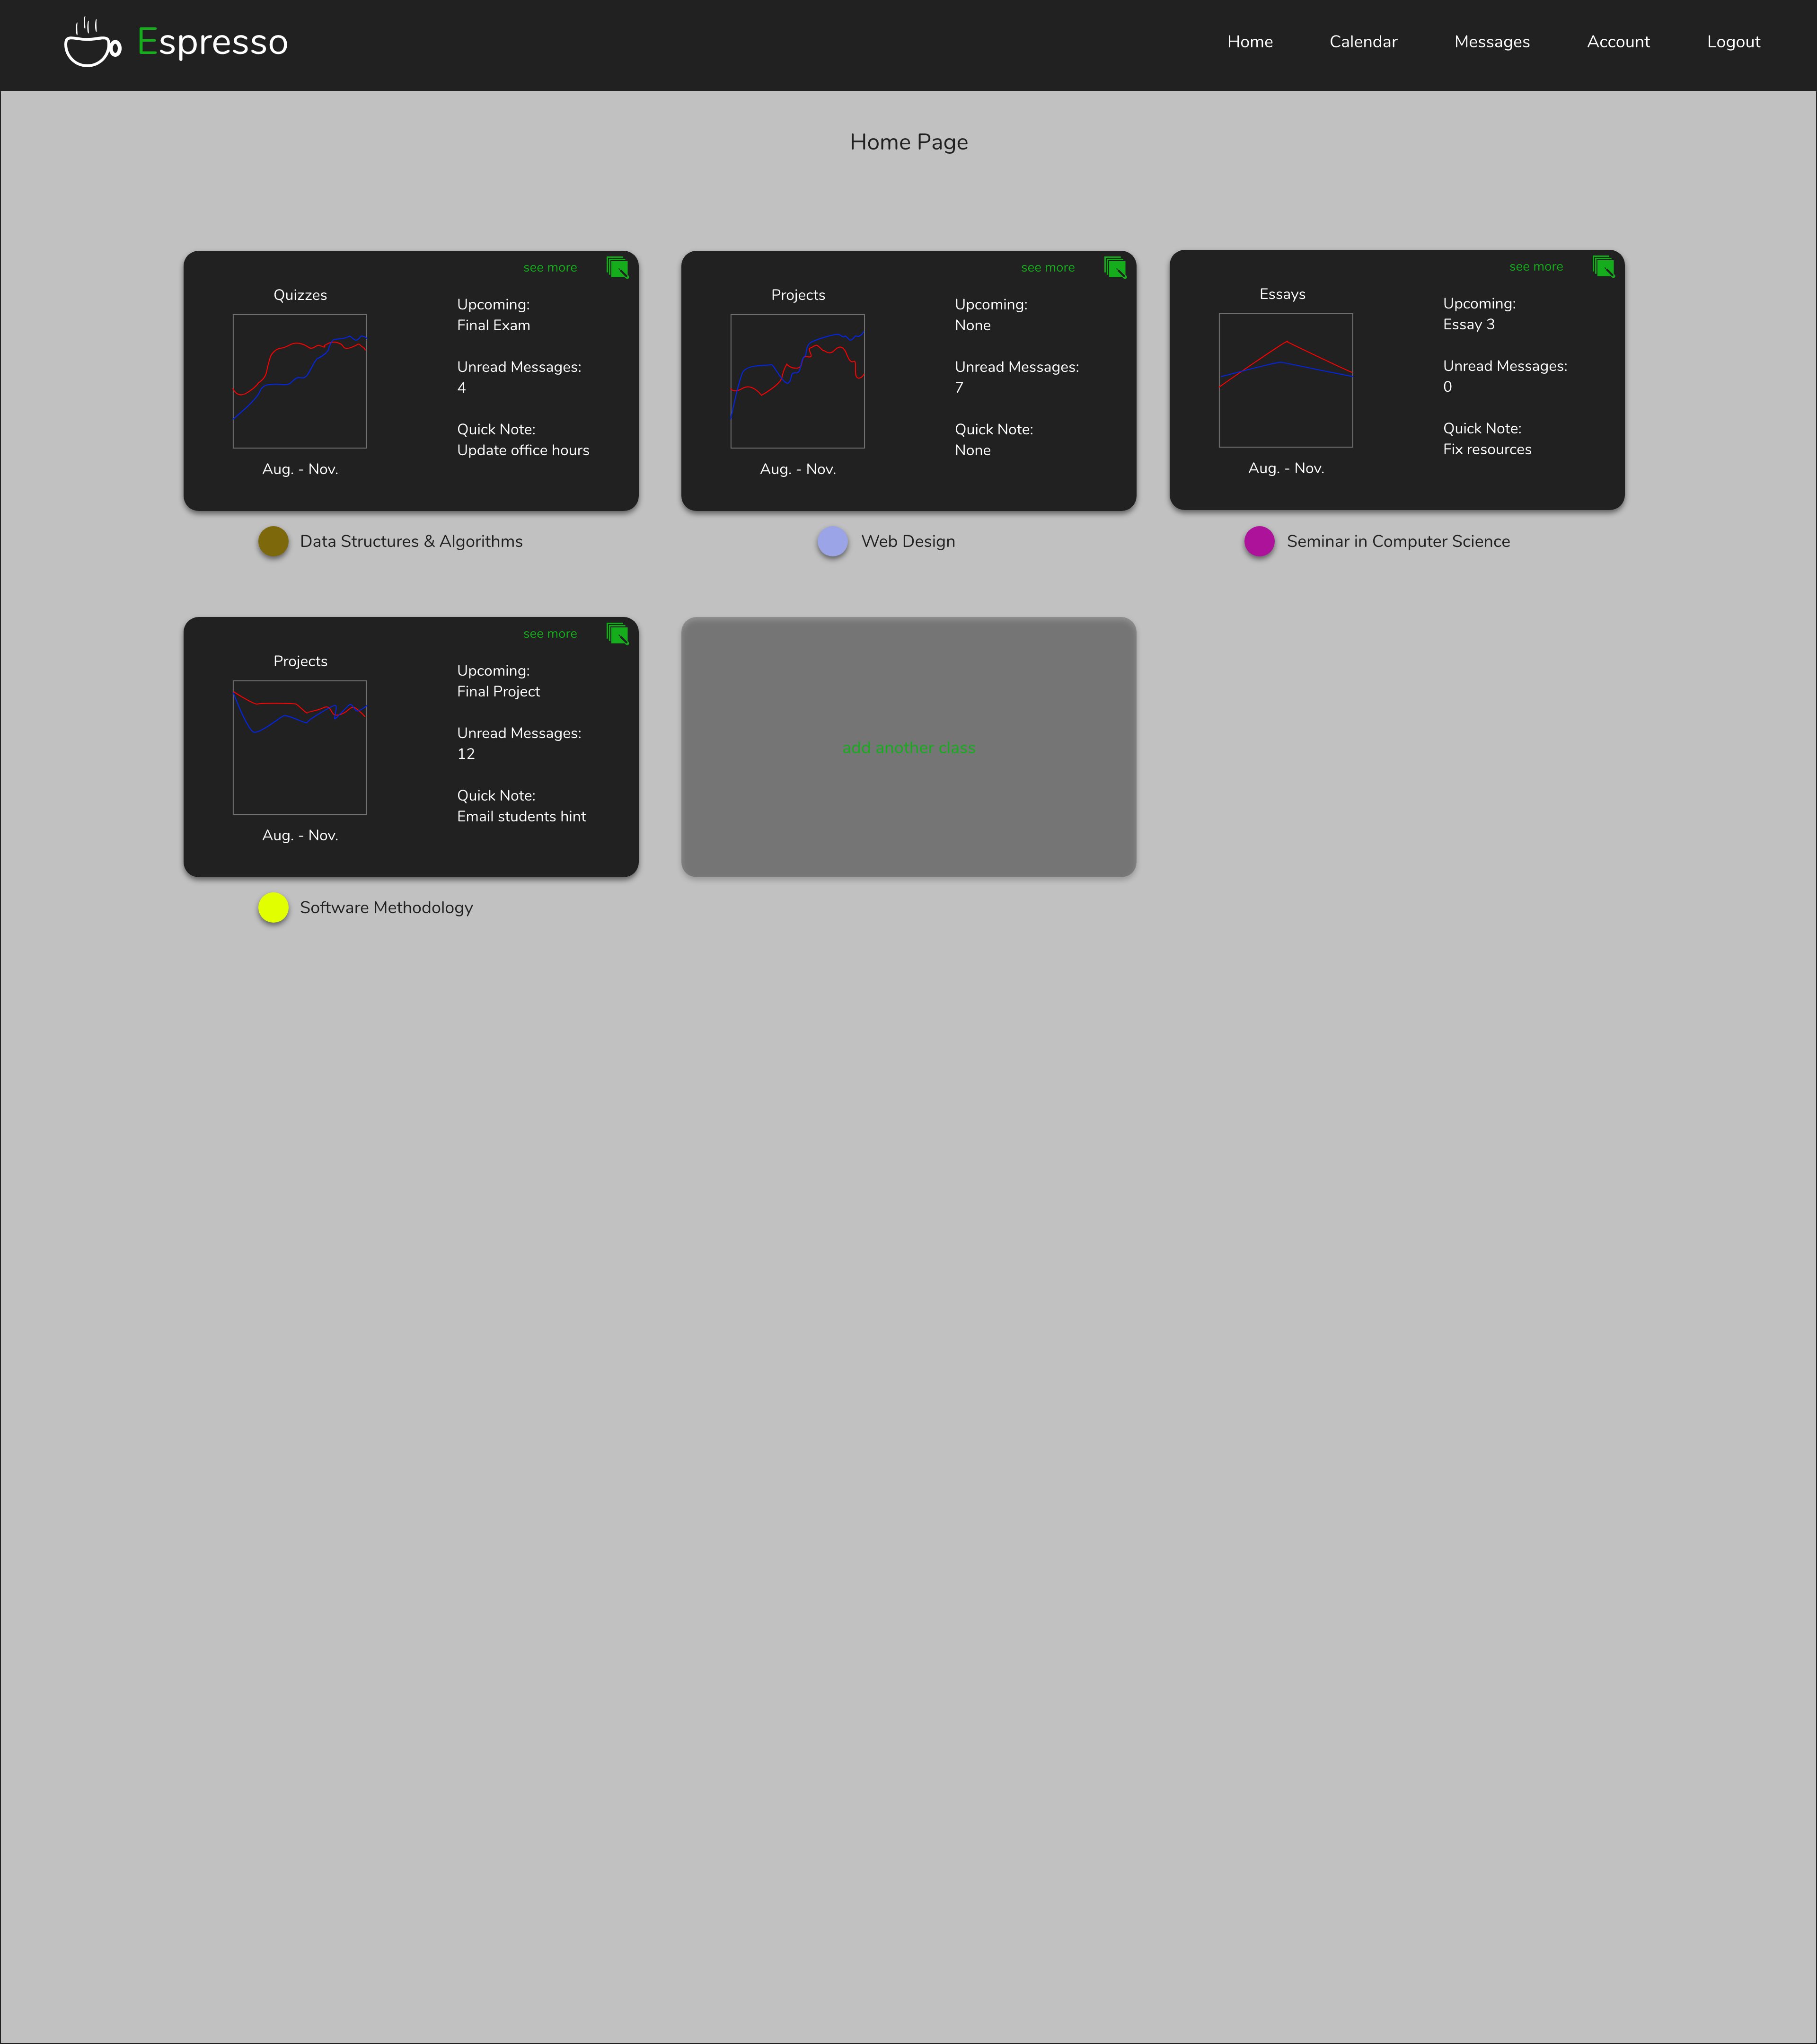 Espresso
Home Calendar Messages Account Logout
Home Page
see more
Quizzes
Upcoming:
Final Exam
Unread Messages:
4
Quick Note:
Update office hours
Aug. - Nov.
Data Structures & Algorithms
see more
Projects
Upcoming:
None
Unread Messages:
7
Quick Note:
None
Aug. - Nov.
Web Design
see more
Essays
Upcoming:
Essay 3
Unread Messages:
0
Quick Note:
Fix resources
Aug. - Nov.
Seminar in Computer Science
see more
Projects
Upcoming:
Final Project
Unread Messages:
12
Quick Note:
Email students hint
Aug. - Nov.
Software Methodology
add another class